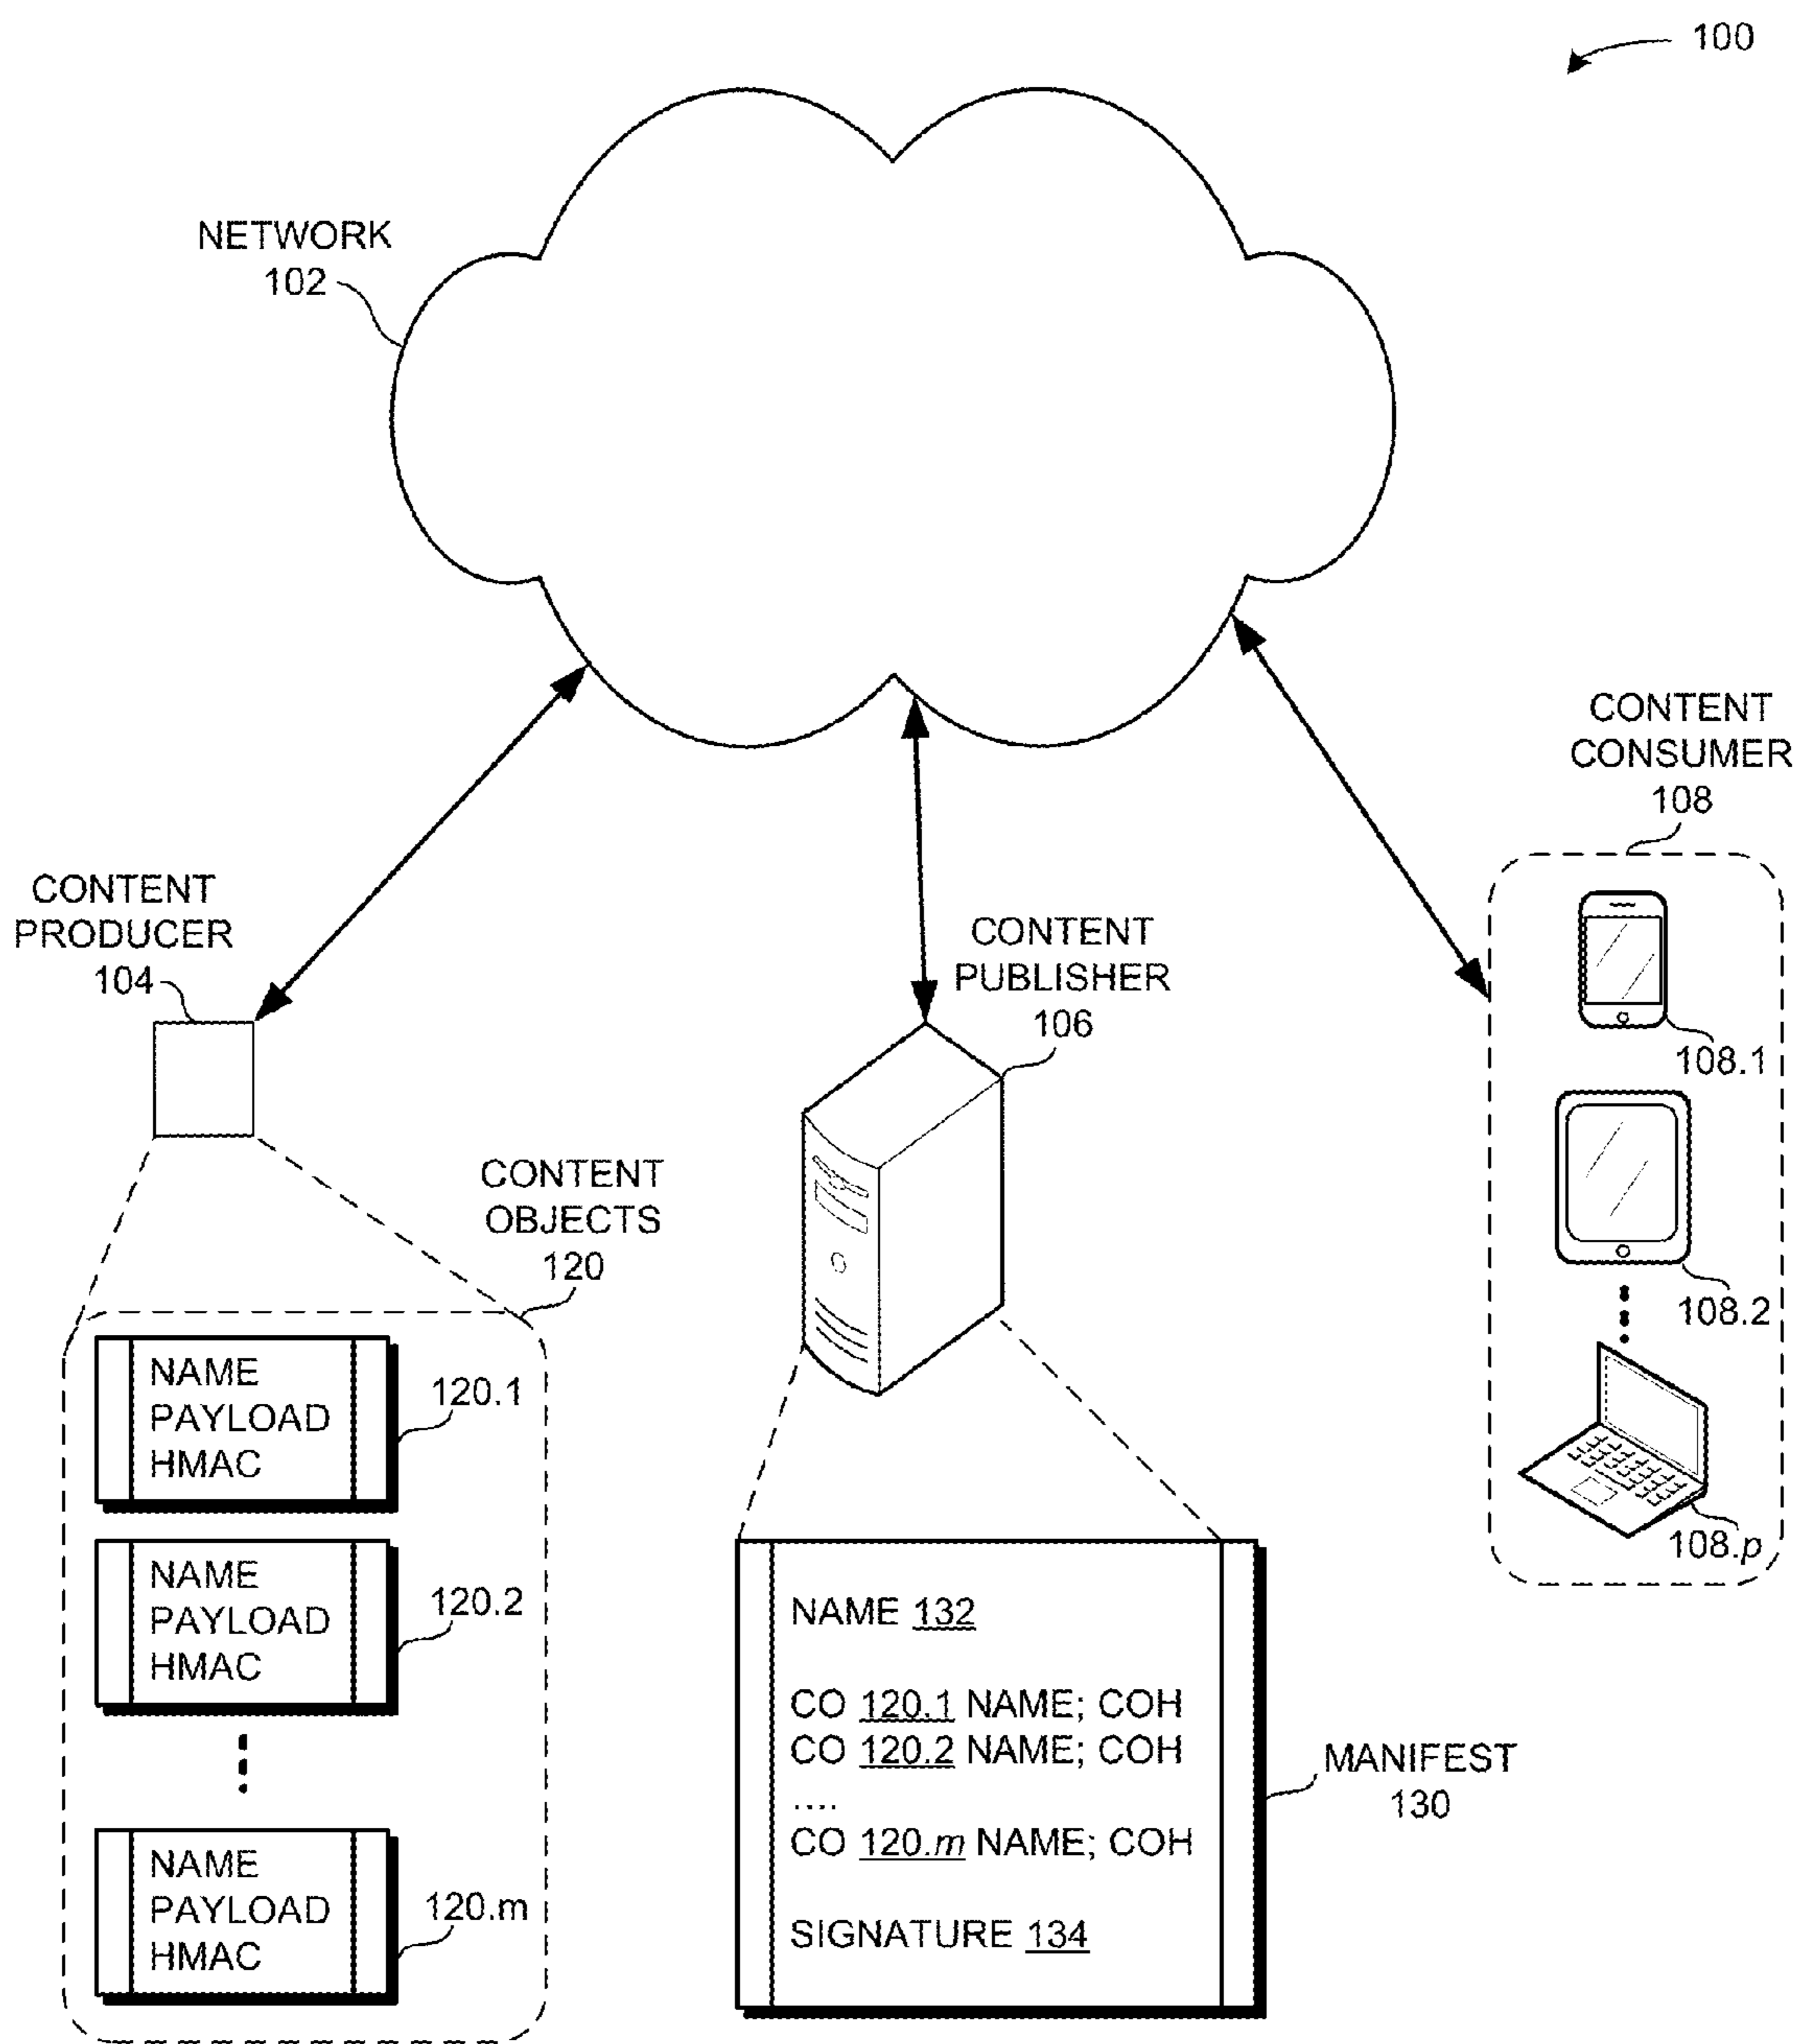 100
NETWORK
102
CONTENT
CONSUMER
108
CONTENT
PRODUCER
104
CONTENT
PUBLISHER
106
108.1
108.2
108.p
CONTENT
OBJECTS
120
NAME
PAYLOAD
HMAC
120.1
NAME
PAYLOAD
HMAC
120.2
NAME
PAYLOAD
HMAC
120.m
NAME 132
CO 120.1 NAME; COH
CO 120.2 NAME; COH
....
CO 120.m NAME; COH
SIGNATURE 134
MANIFEST
130